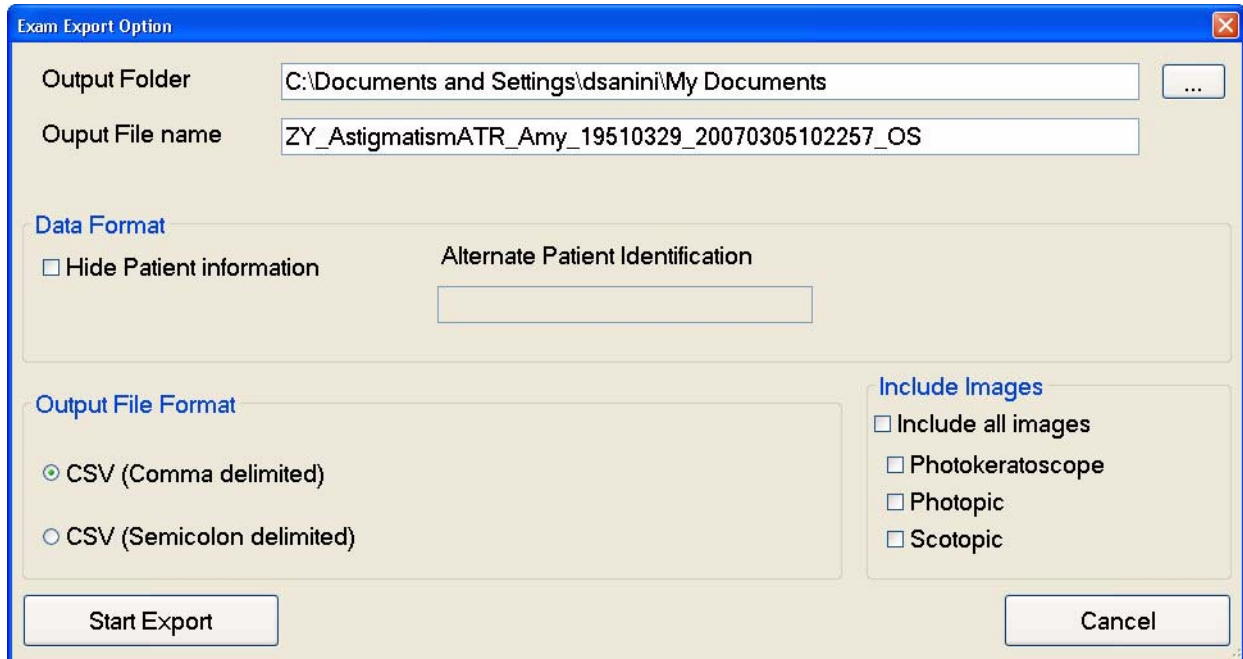 Exam Export Option
Output Folder
C:\Documents and Settings\dsanini\My Documents
...
Ouput File name
ZY_AstigmatismATR_Amy_19510329_20070305102257_OS
Data Format
Hide Patient information
Alternate Patient Identification
Output File Format
CSV (Comma delimited)
CSV (Semicolon delimited)
Include Images
Include all images
Photokeratoscope
Photopic
Scotopic
Start Export
Cancel